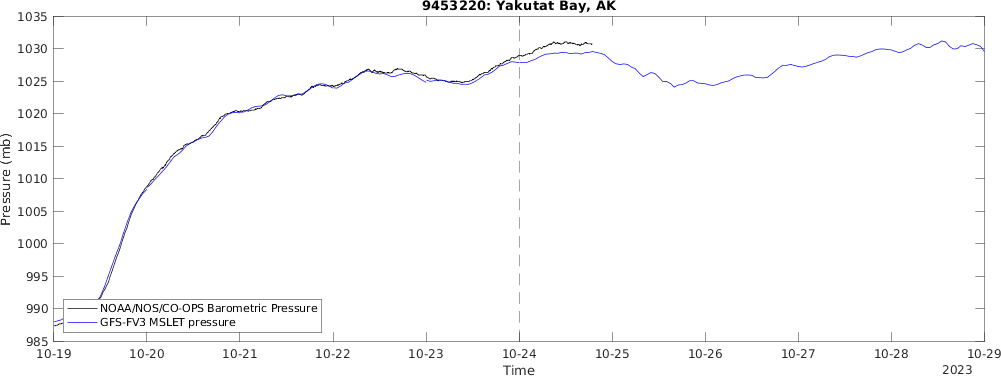 9453220: Yakutat Bay, AK
Pressure (mb)
1035
1030
1025
1020
1015
1010
1005
1000
995
990
985
NOAA/NOS/CO-OPS Barometric Pressure
GFS-FV3 MSLET pressure
10-19 10-20 10-21 10-22 10-23 10-24 10-25 10-26 10-27 10-28 10-29
Time
2023